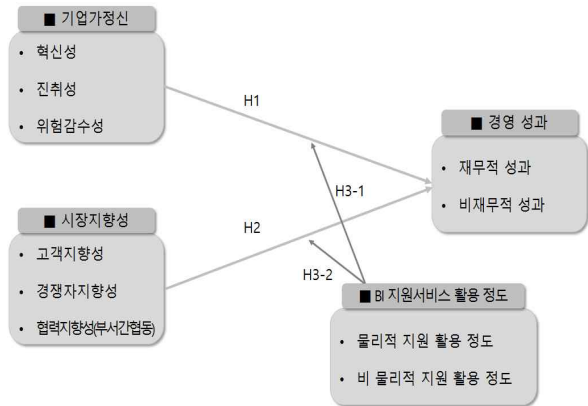 ■ 기업가정신
• 혁신성
• 진취성
• 위험감수성
H1
■ 경영 성과
• 재무적 성과
• 비재무적 성과
H3-1
■ 시장지향성
• 고객지향성
• 경쟁자지향성
• 협력지향성(부서간협동)
H2
H3-2
■ BI 지원서비스 활용 정도
• 물리적 지원 활용 정도
• 비 물리적 지원 활용 정도